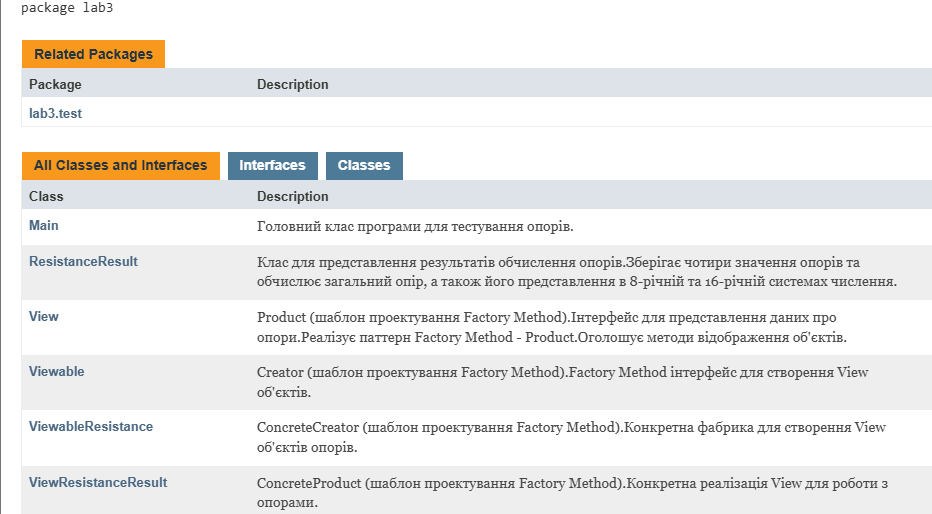 package lab3
Related Packages
Package Description
lab3.test
All Classes and Interfaces Interfaces Classes
Class Description
Main Головний клас програми для тестування опорів.
ResistanceResult Клас для представлення результатів обчислення опорів.Зберігає чотири значення опорів та
обчислює загальний опір, а також його представлення в 8-річній та 16-річній системах числення.
View Product (шаблон проектування Factory Method).Інтерфейс для представлення даних про
опори.Реалізує паттерн Factory Method - Product.Оголошує методи відображення об'єктів.
Viewable Creator (шаблон проектування Factory Method).Factory Method інтерфейс для створення View
об'єктів.
ViewableResistance ConcreteCreator (шаблон проектування Factory Method).Конкретна фабрика для створення View
об'єктів опорів.
ViewResistanceResult ConcreteProduct (шаблон проектування Factory Method).Конкретна реалізація View для роботи з
опорами.